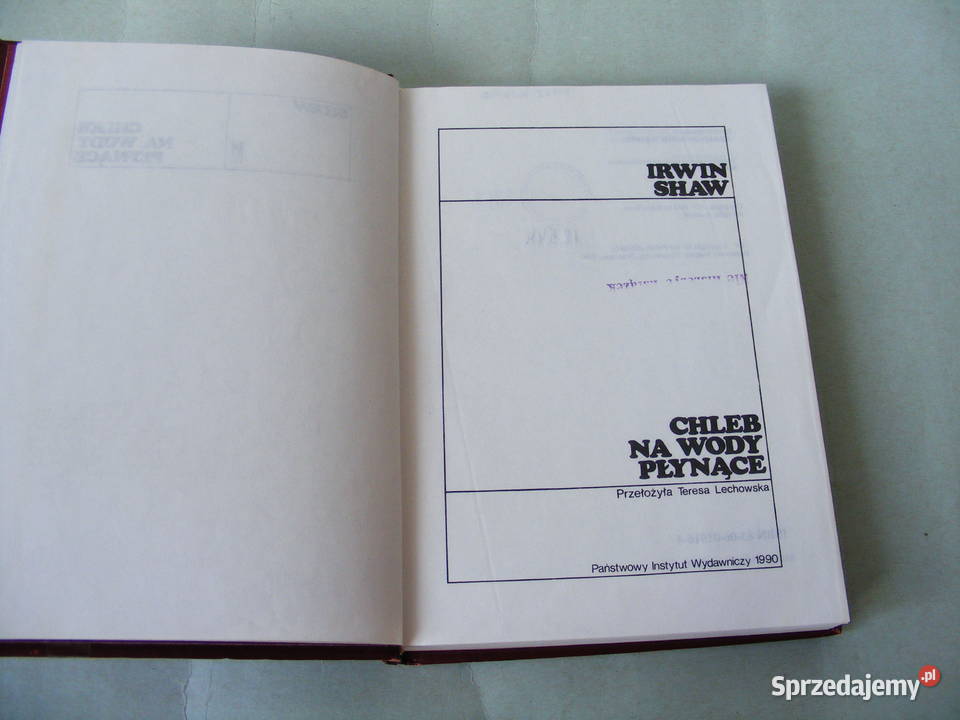 IRWIN
SHAW
CHLEB
NA WODY
PŁYNĄCE
Przełożyła Teresa Lechowska
Państwowy Instytut Wydawniczy 1990
Sprzedajemy.pl